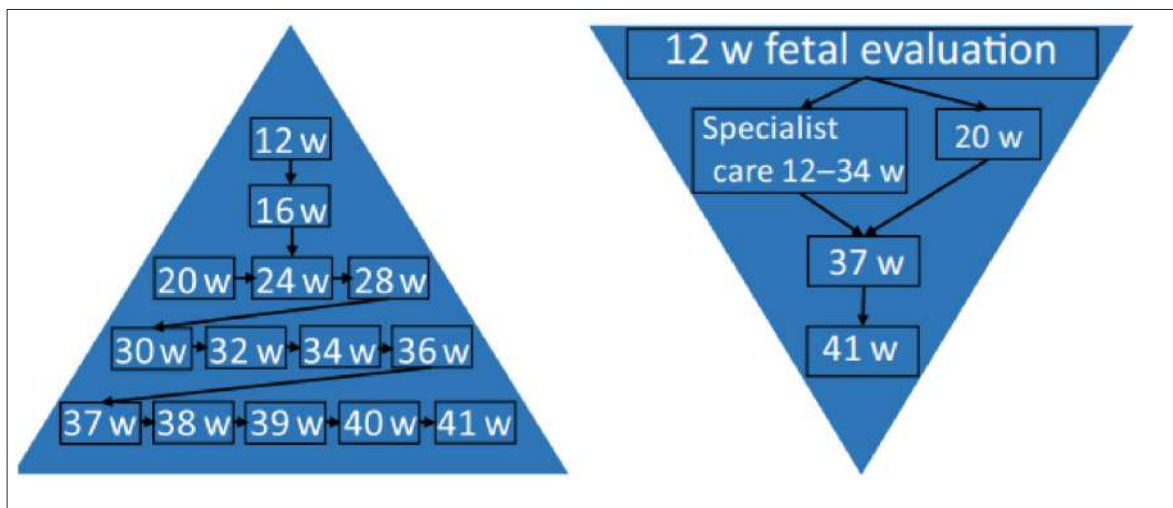 12 w
16 w
20 w 24 w 28 w
30 w 32 w 34 w 36 w
37 w 38 w 39 w 40 w 41 w
12 w fetal evaluation
Specialist
care 12–34 w
20 w
37 w
41 w